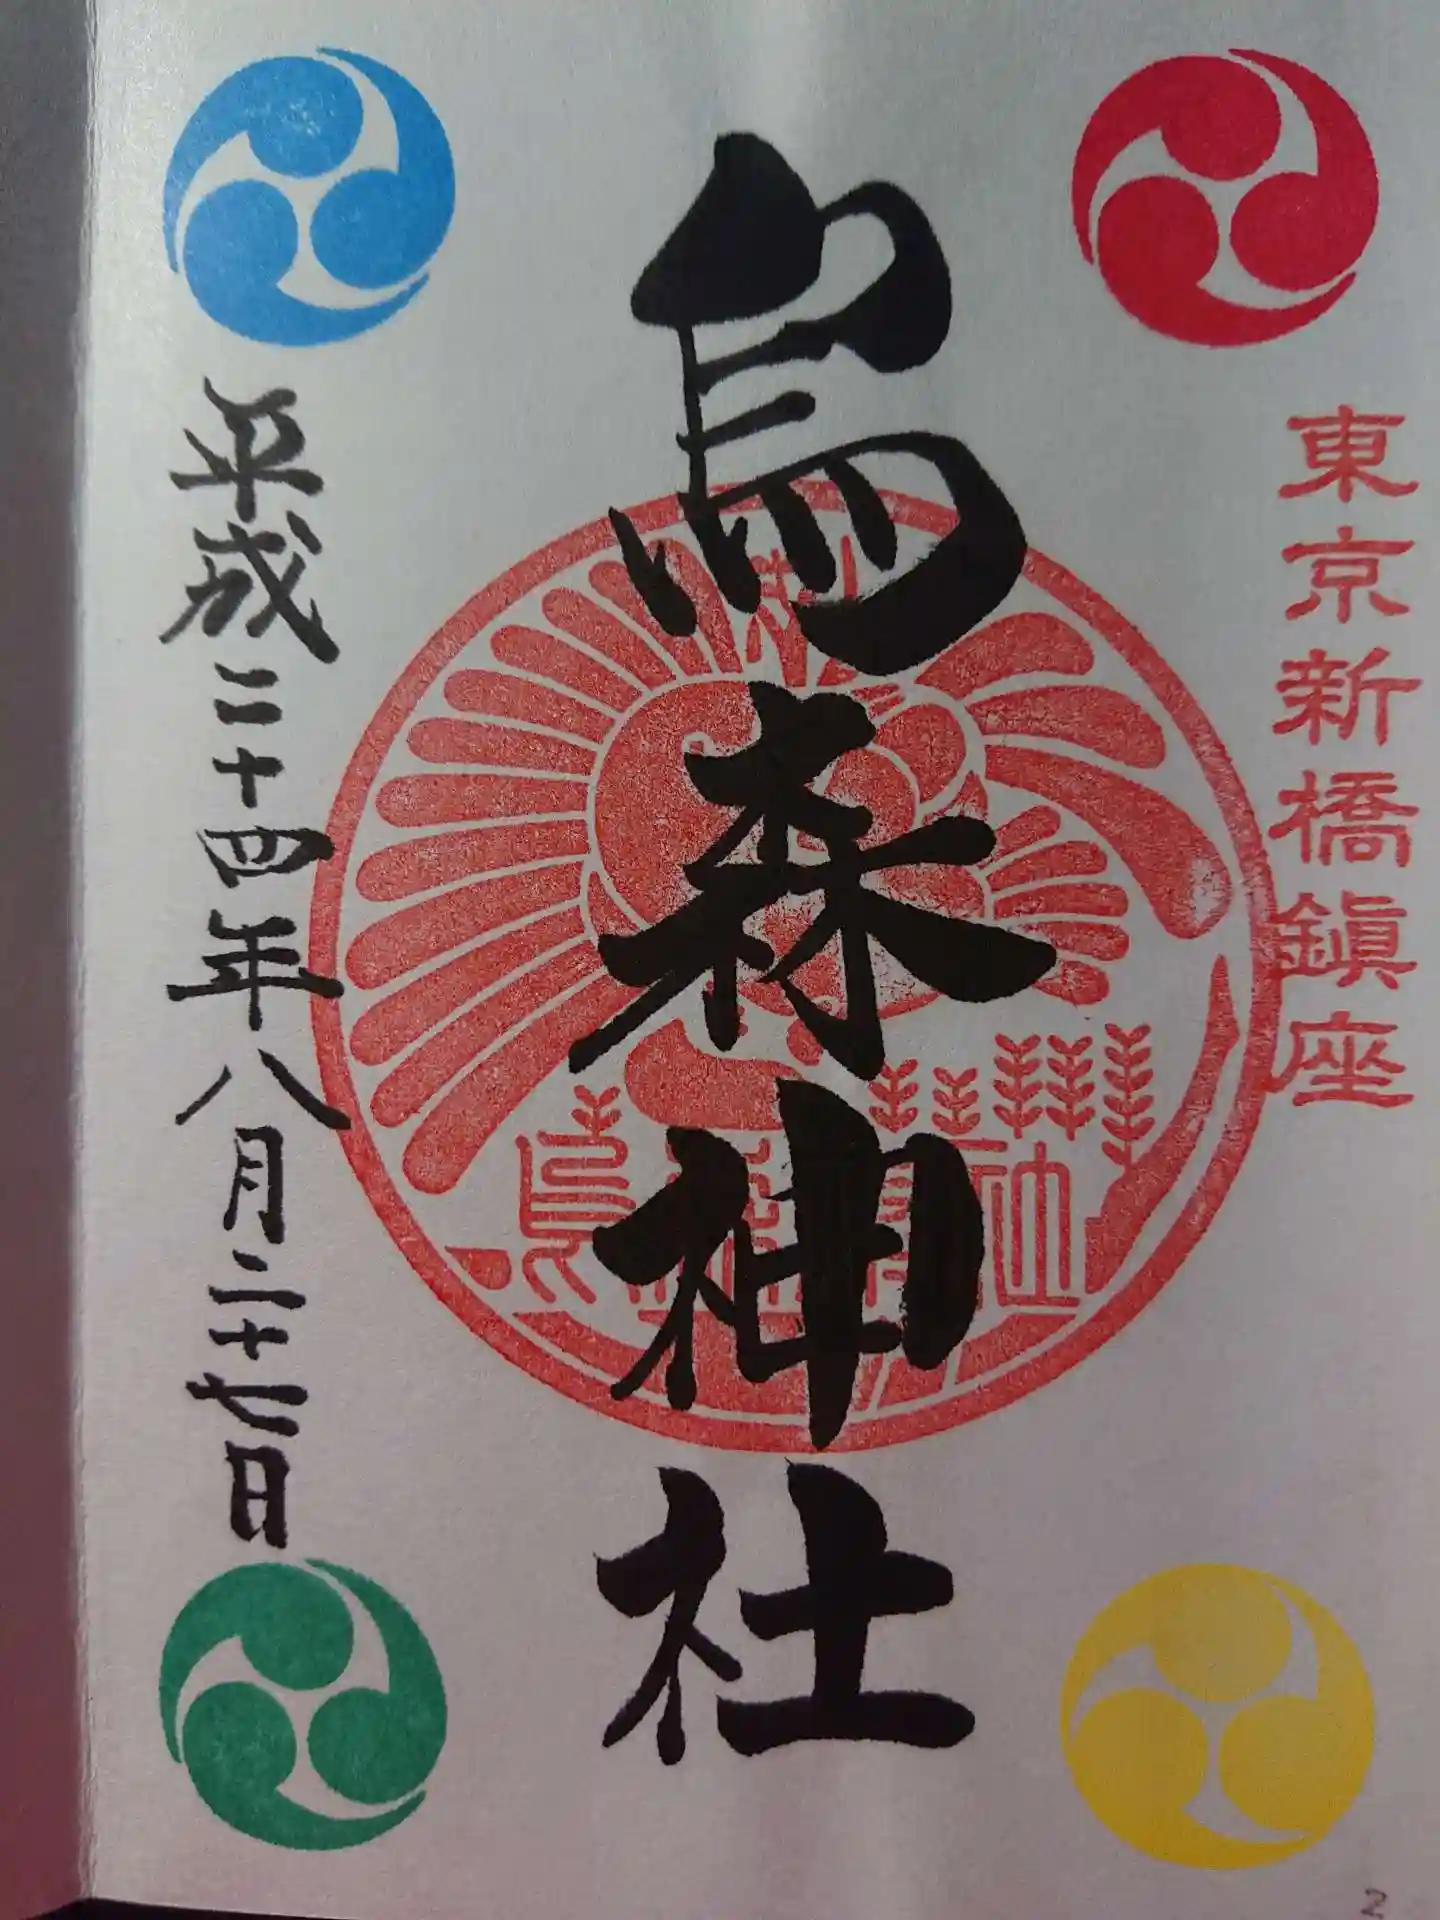 東京新橋鎮座
烏森神社
平成二十四年八月二十七日
2